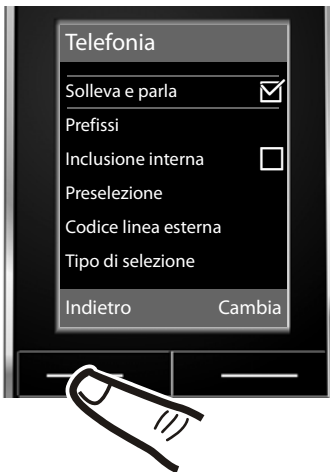 Telefonia
Solleva e parla
Prefissi
Inclusione interna
Preselezione
Codice linea esterna
Tipo di selezione
Indietro Cambia